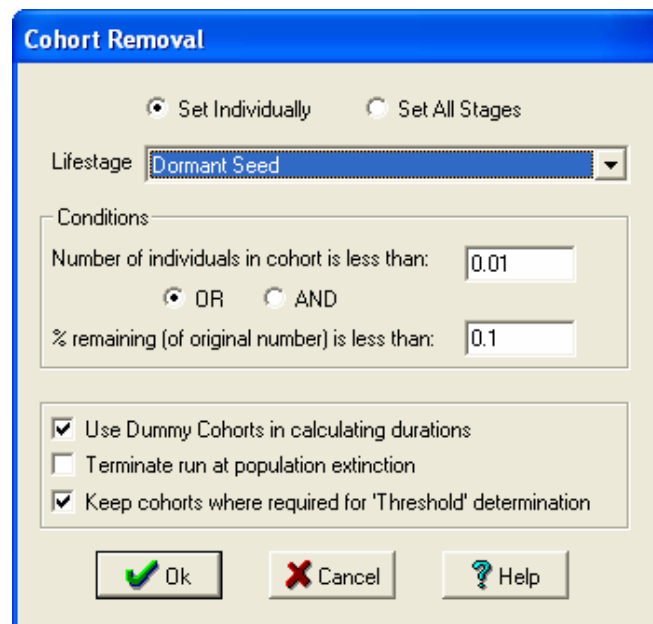 Cohort Removal
Set Individually Set All Stages
Lifestage Dormant Seed
Conditions
Number of individuals in cohort is less than: 0.01
OR AND
% remaining (of original number) is less than: 0.1
Use Dummy Cohorts in calculating durations
Terminate run at population extinction
Keep cohorts where required for 'Threshold' determination
Ok Cancel Help